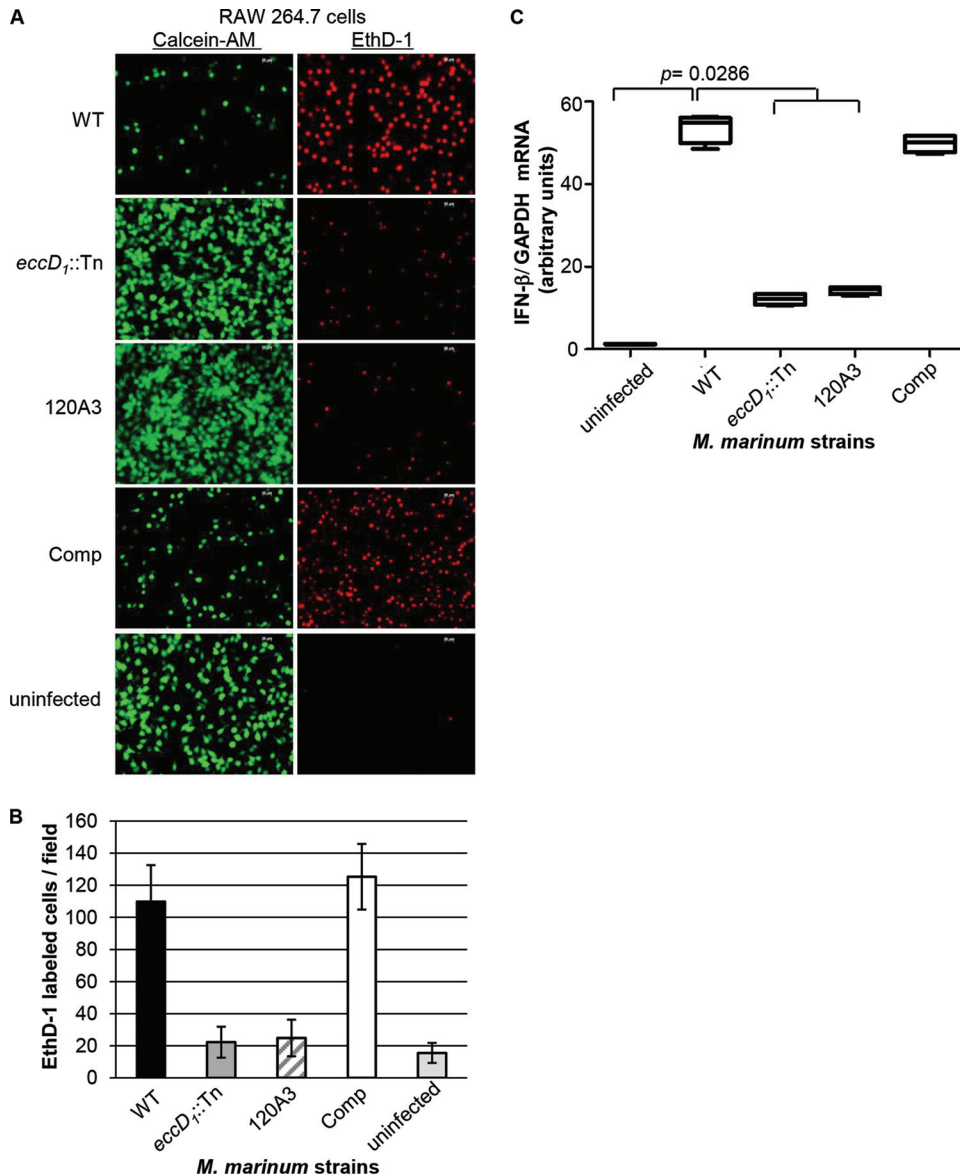 A
RAW 264.7 cells
Calcein-AM EthD-1
WT
eccD1::Tn
120A3
Comp
uninfected
B
EthD-1 labeled cells / field
160
140
120
100
80
60
40
20
0
WT
eccD1::Tn
120A3
Comp
uninfected
M. marinum strains
C
p= 0.0286
IFN-β/ GAPDH mRNA
(arbitrary units)
60
40
20
0
uninfected
WT
eccD1::Tn
120A3
Comp
M. marinum strains